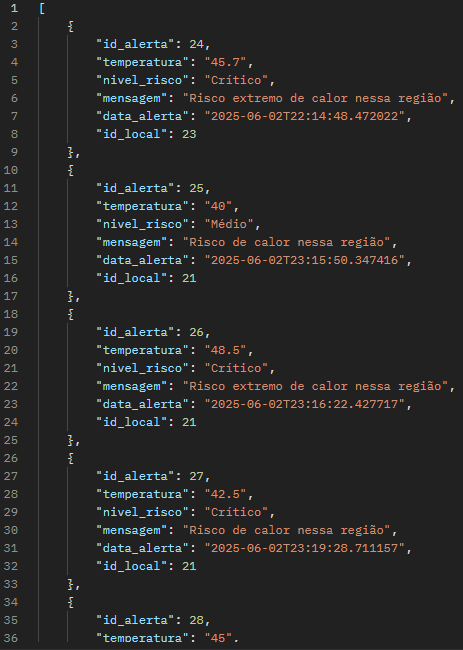 1 [
2 {
3 "id_alerta": 24,
4 "temperatura": "45.7",
5 "nivel_risco": "Crítico",
6 "mensagem": "Risco extremo de calor nessa região",
7 "data_alerta": "2025-06-02T22:14:48.472022",
8 "id_local": 23
9 },
10 {
11 "id_alerta": 25,
12 "temperatura": "40",
13 "nivel_risco": "Médio",
14 "mensagem": "Risco de calor nessa região",
15 "data_alerta": "2025-06-02T23:15:50.347416",
16 "id_local": 21
17 },
18 {
19 "id_alerta": 26,
20 "temperatura": "48.5",
21 "nivel_risco": "Crítico",
22 "mensagem": "Risco extremo de calor nessa região",
23 "data_alerta": "2025-06-02T23:16:22.427717",
24 "id_local": 21
25 },
26 {
27 "id_alerta": 27,
28 "temperatura": "42.5",
29 "nivel_risco": "Crítico",
30 "mensagem": "Risco de calor nessa região",
31 "data_alerta": "2025-06-02T23:19:28.711157",
32 "id_local": 21
33 },
34 {
35 "id_alerta": 28,
36 "temperatura": "45",